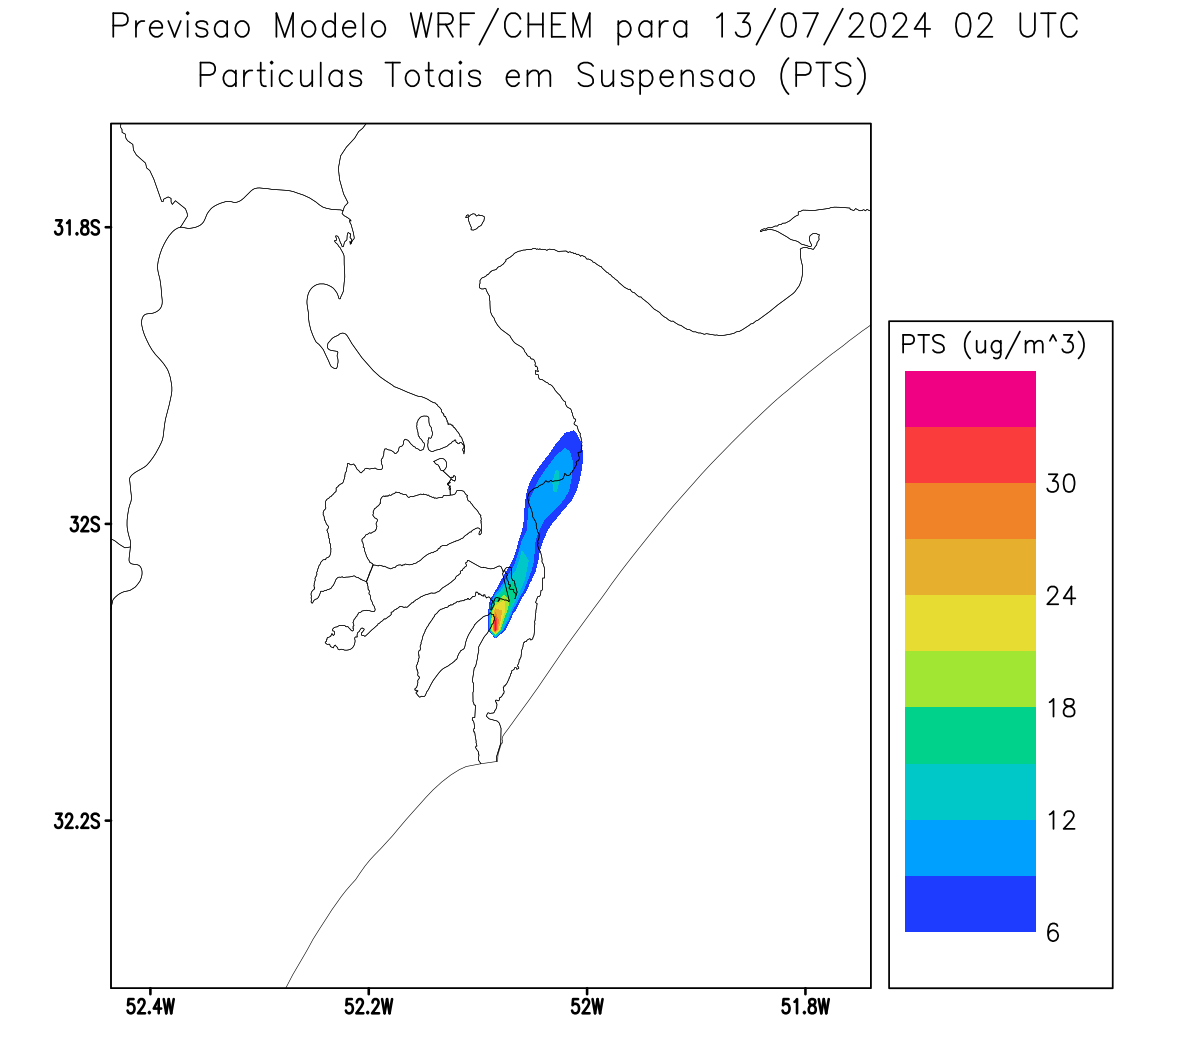 Previsao Modelo WRF/CHEM para 13/07/2024 02 UTC
Particulas Totais em Suspensao (PTS)
31.8S
32S
32.2S
52.4W
52.2W
52W
51.8W
PTS (ug/m^3)
30
24
18
12
6